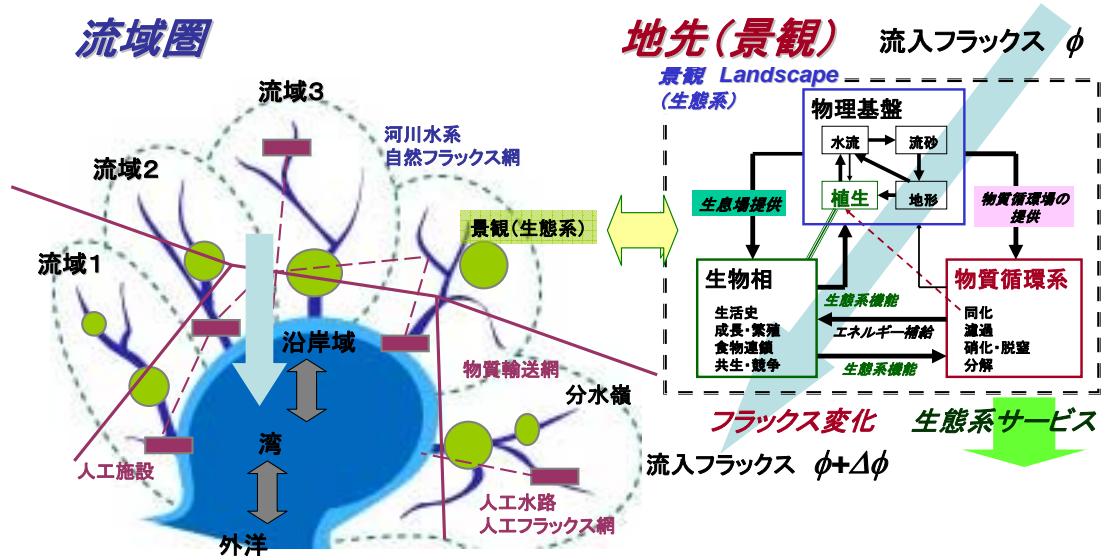 流域圏
流域3
河川水系
自然フラックス網
流域2
景観(生態系)
流域1
沿岸域
物質輸送網
分水嶺
湾
人工施設
人工水路
人工フラックス網
外洋
地先(景観)
流入フラックス φ
景観 Landscape
(生態系)
物理基盤
水流
流砂
植生
地形
生息場提供
物質循環場の
提供
生物相
生活史
成長・繁殖
食物連鎖
共生・競争
生態系機能
エネルギー補給
生態系機能
物質循環系
同化
濾過
硝化・脱窒
分解
フラックス変化
生態系サービス
流入フラックス φ+Δφ